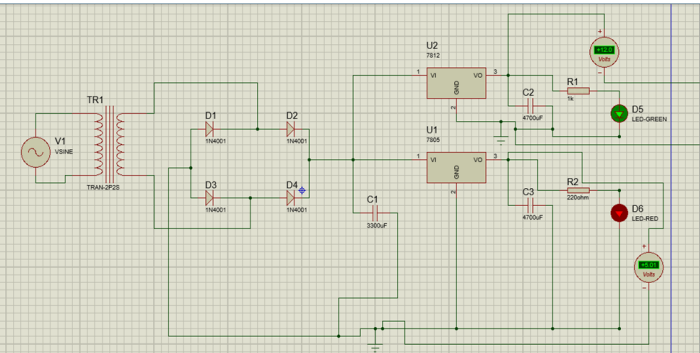 V1
VSINE
TR1
TRAN-2P2S
D1
1N4001
D2
1N4001
D3
1N4001
D4
1N4001
C1
3300uF
U2
7812
1
VI
VO
3
GND
2
U1
7805
1
VI
VO
3
GND
2
C2
4700uF
R1
1k
D5
LED-GREEN
+12.0
Volts
C3
4700uF
R2
220ohm
D6
LED-RED
+5.01
Volts